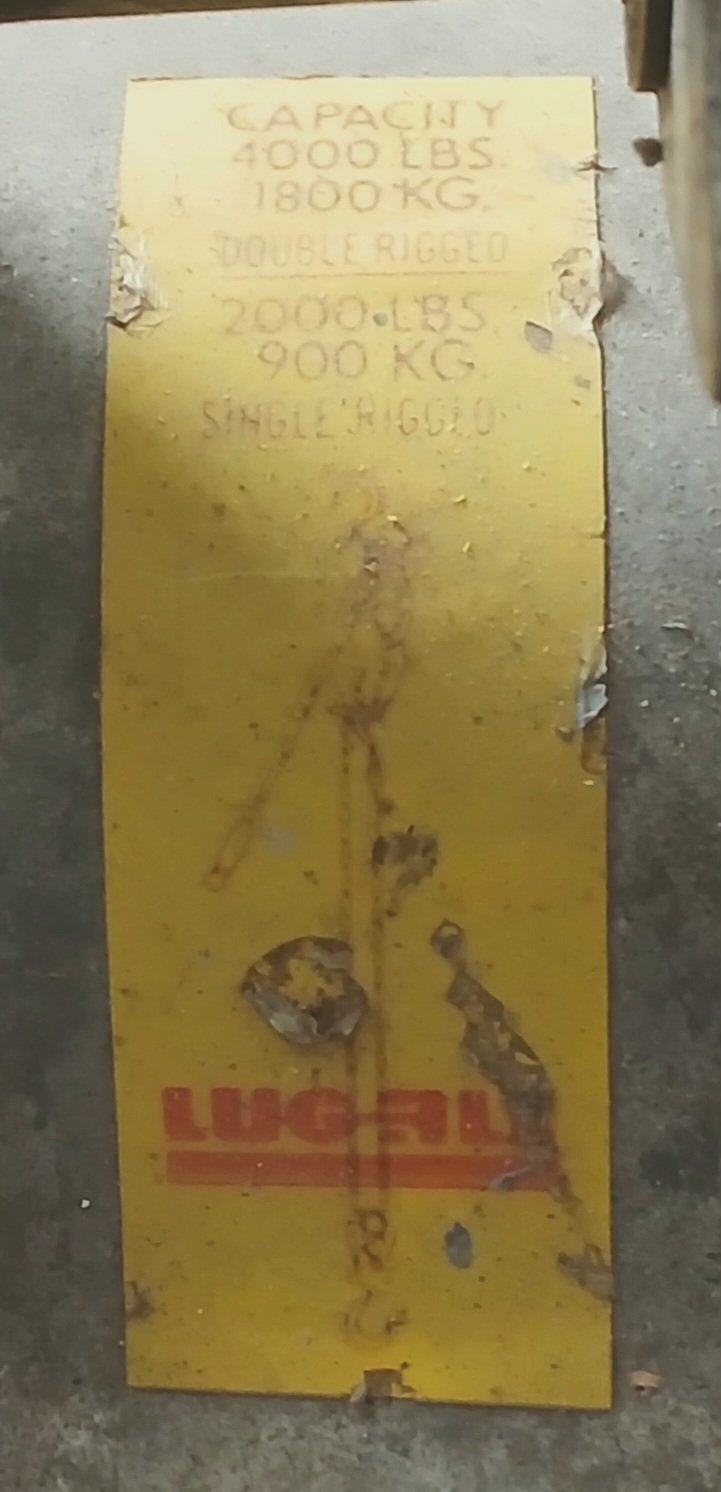 CAPACITY
4000 LBS.
1800 KG.
DOUBLE RIGGED
2000 LBS.
900 KG.
SINGLE RIGGED